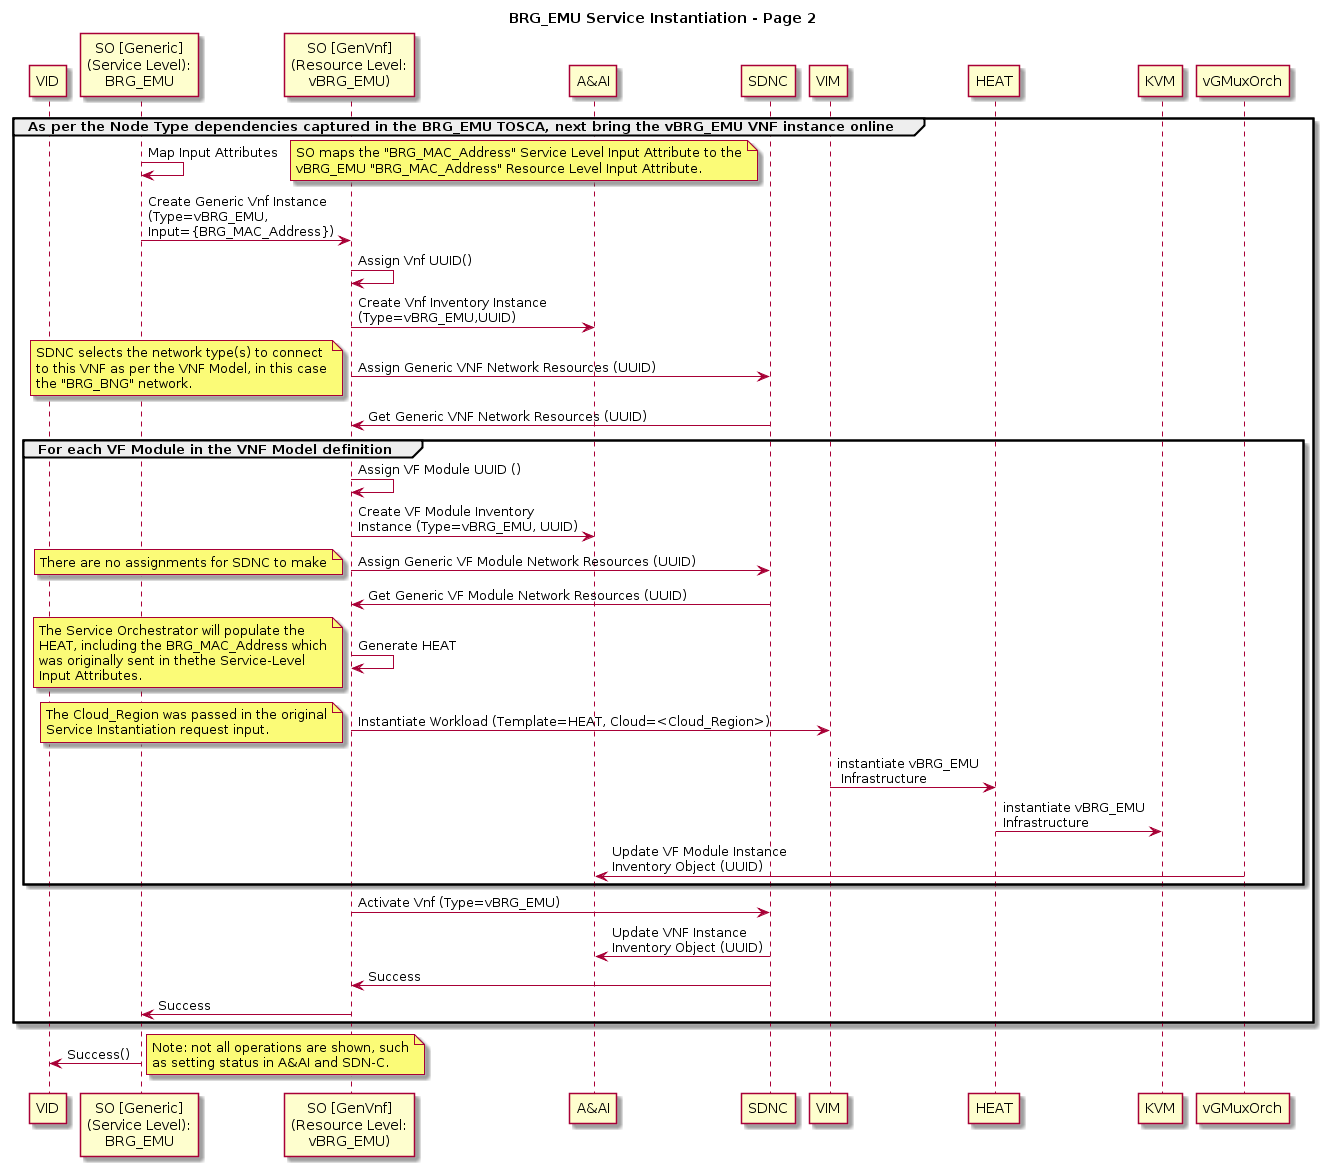 BRG_EMU Service Instantiation - Page 2
VID
SO [Generic]
(Service Level):
BRG_EMU
SO [GenVnf]
(Resource Level:
vBRG_EMU)
A&AI
SDNC
VIM
HEAT
KVM
vGMuxOrch
As per the Node Type dependencies captured in the BRG_EMU TOSCA, next bring the vBRG_EMU VNF instance online
Map Input Attributes
SO maps the "BRG_MAC_Address" Service Level Input Attribute to the
vBRG_EMU "BRG_MAC_Address" Resource Level Input Attribute.
Create Generic Vnf Instance
(Type=vBRG_EMU,
Input={BRG_MAC_Address})
Assign Vnf UUID()
Create Vnf Inventory Instance
(Type=vBRG_EMU,UUID)
SDNC selects the network type(s) to connect
to this VNF as per the VNF Model, in this case
the "BRG_BNG" network.
Assign Generic VNF Network Resources (UUID)
Get Generic VNF Network Resources (UUID)
For each VF Module in the VNF Model definition
Assign VF Module UUID ()
Create VF Module Inventory
Instance (Type=vBRG_EMU, UUID)
There are no assignments for SDNC to make
Assign Generic VF Module Network Resources (UUID)
Get Generic VF Module Network Resources (UUID)
The Service Orchestrator will populate the
HEAT, including the BRG_MAC_Address which
was originally sent in thethe Service-Level
Input Attributes.
Generate HEAT
The Cloud_Region was passed in the original
Service Instantiation request input.
Instantiate Workload (Template=HEAT, Cloud=<Cloud_Region>)
instantiate vBRG_EMU
Infrastructure
instantiate vBRG_EMU
Infrastructure
Update VF Module Instance
Inventory Object (UUID)
Activate Vnf (Type=vBRG_EMU)
Update VNF Instance
Inventory Object (UUID)
Success
Success
Success()
Note: not all operations are shown, such
as setting status in A&AI and SDN-C.
VID
SO [Generic]
(Service Level):
BRG_EMU
SO [GenVnf]
(Resource Level:
vBRG_EMU)
A&AI
SDNC
VIM
HEAT
KVM
vGMuxOrch